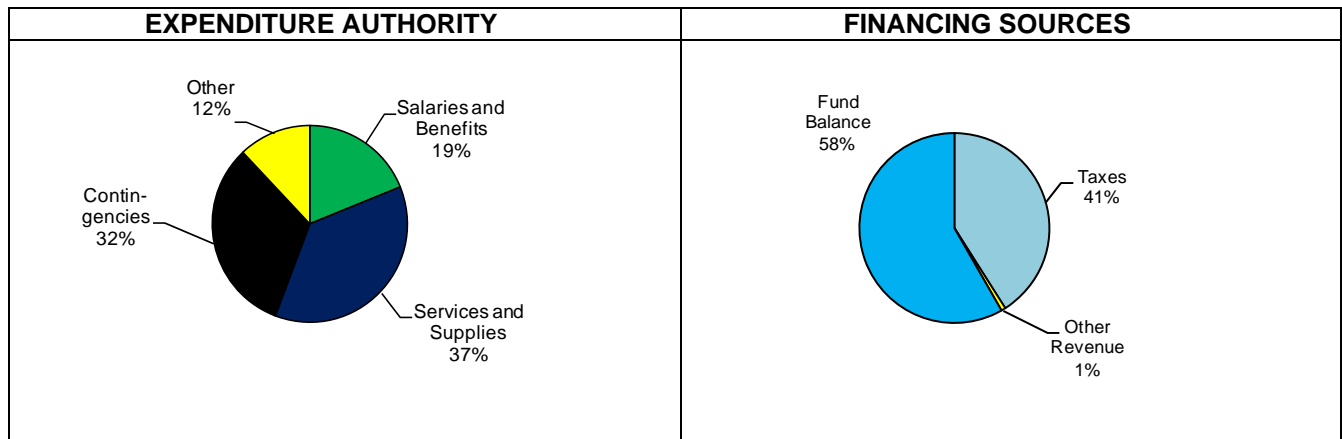 EXPENDITURE AUTHORITY
Other
12%
Salaries and
Benefits
19%
Contin-
gencies
32%
Services and
Supplies
37%
FINANCING SOURCES
Fund
Balance
58%
Taxes
41%
Other
Revenue
1%